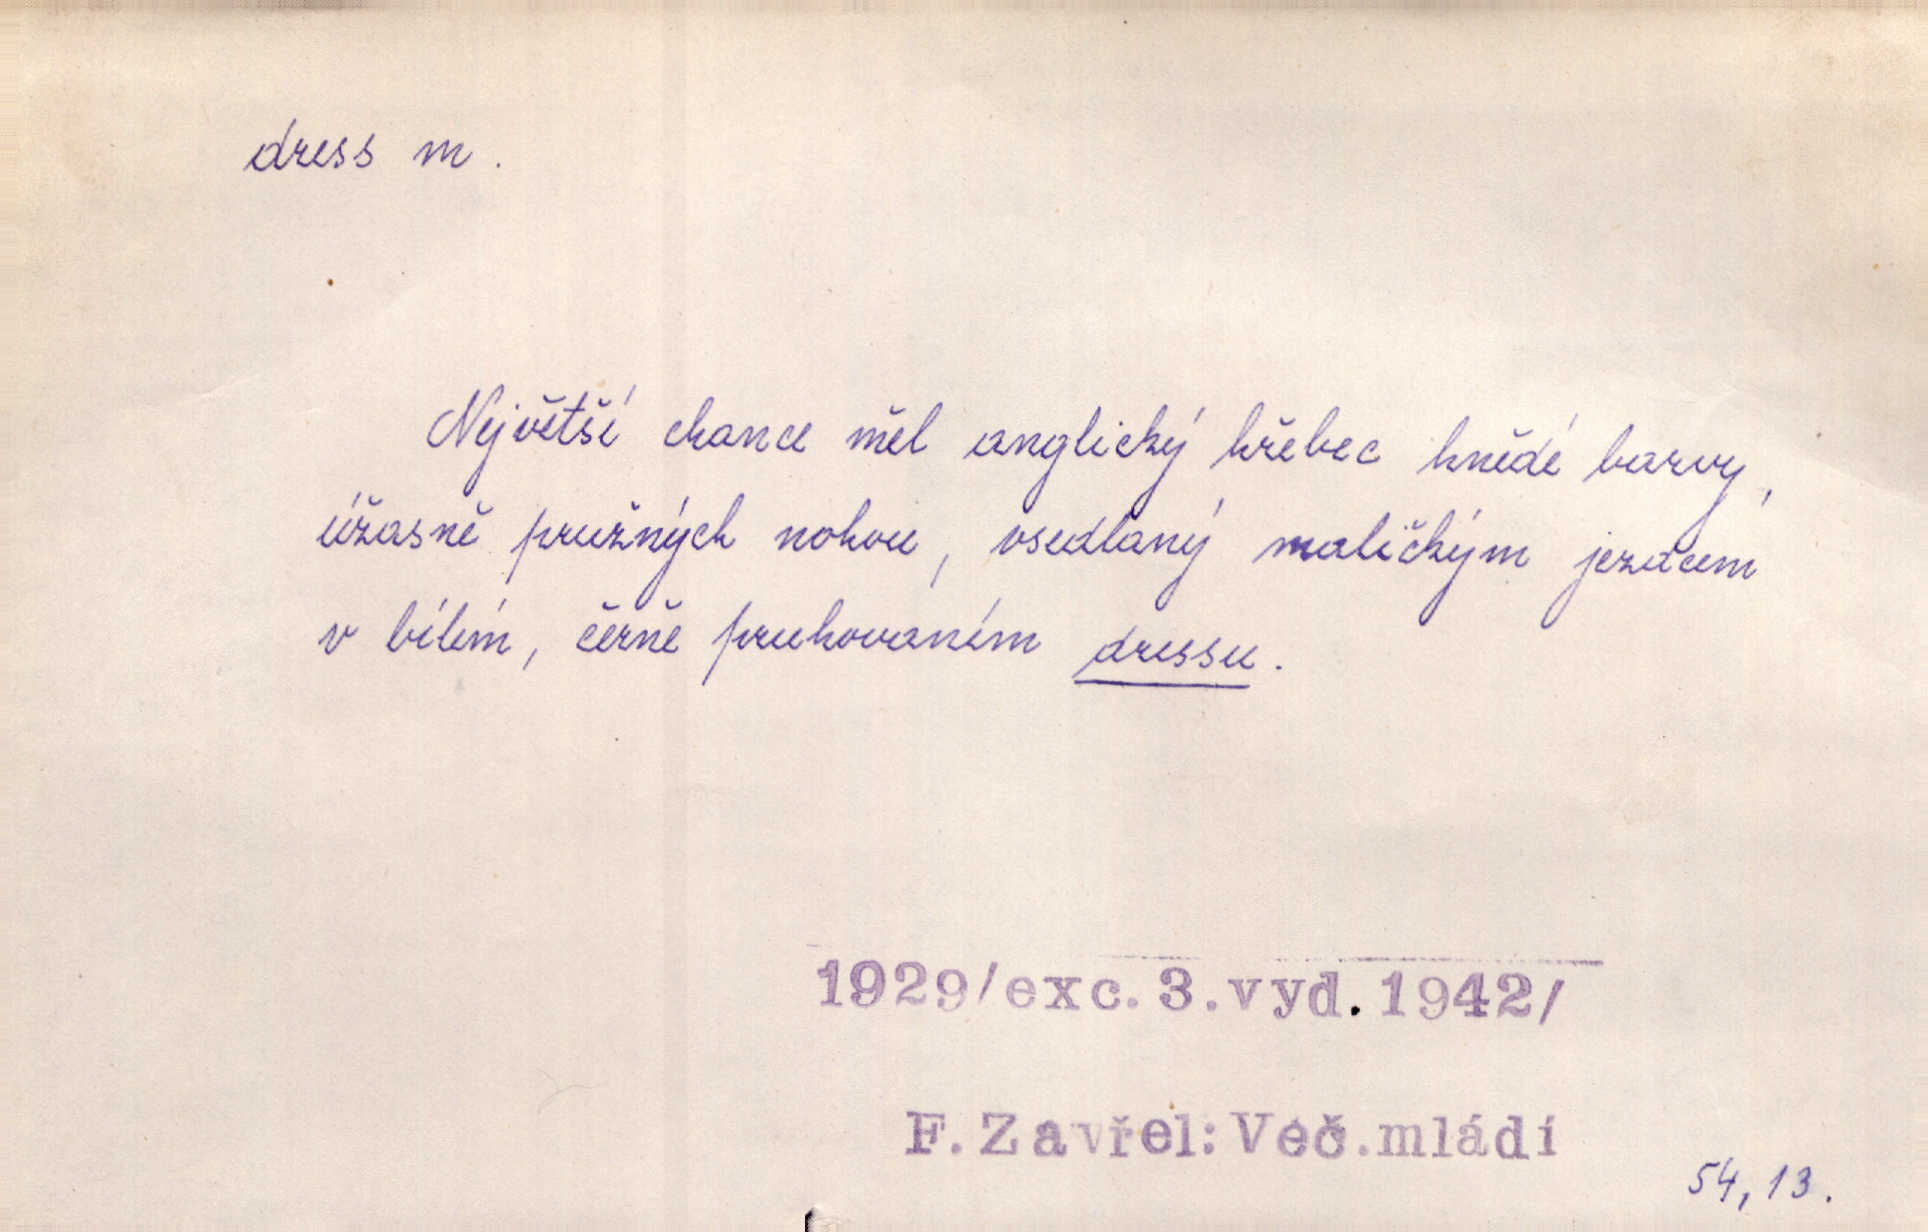 dress m.
Největší chance měl anglický hřebec hnědé barvy,
úžasně pružných nohou, osedlaný maličkým jezdcem
v bílém, černě pruhovaném dressu.
1929/exc.3.vyd.1942/
F.Zavřel:Več.mládí
54,13.